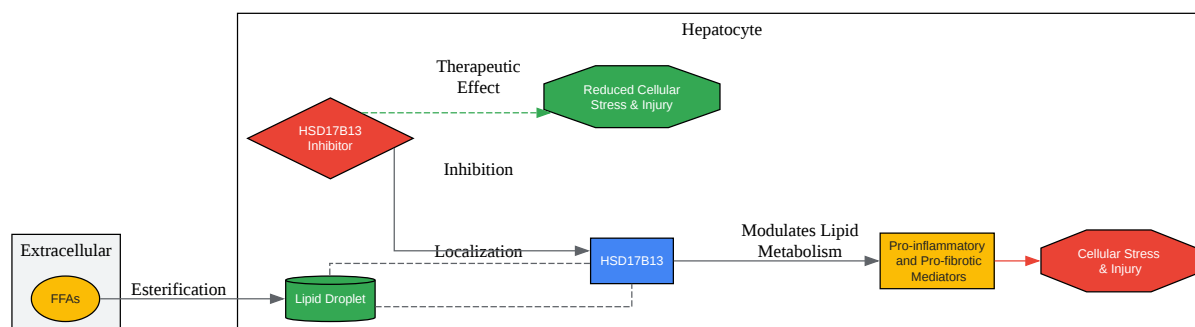 Hepatocyte
Therapeutic
Effect
Reduced Cellular
Stress & Injury
HSD17B13
Inhibitor
Inhibition
Extracellular
FFAs
Esterification
Localization
Lipid Droplet
HSD17B13
Modulates Lipid
Metabolism
Pro-inflammatory
and Pro-fibrotic
Mediators
Cellular Stress
& Injury